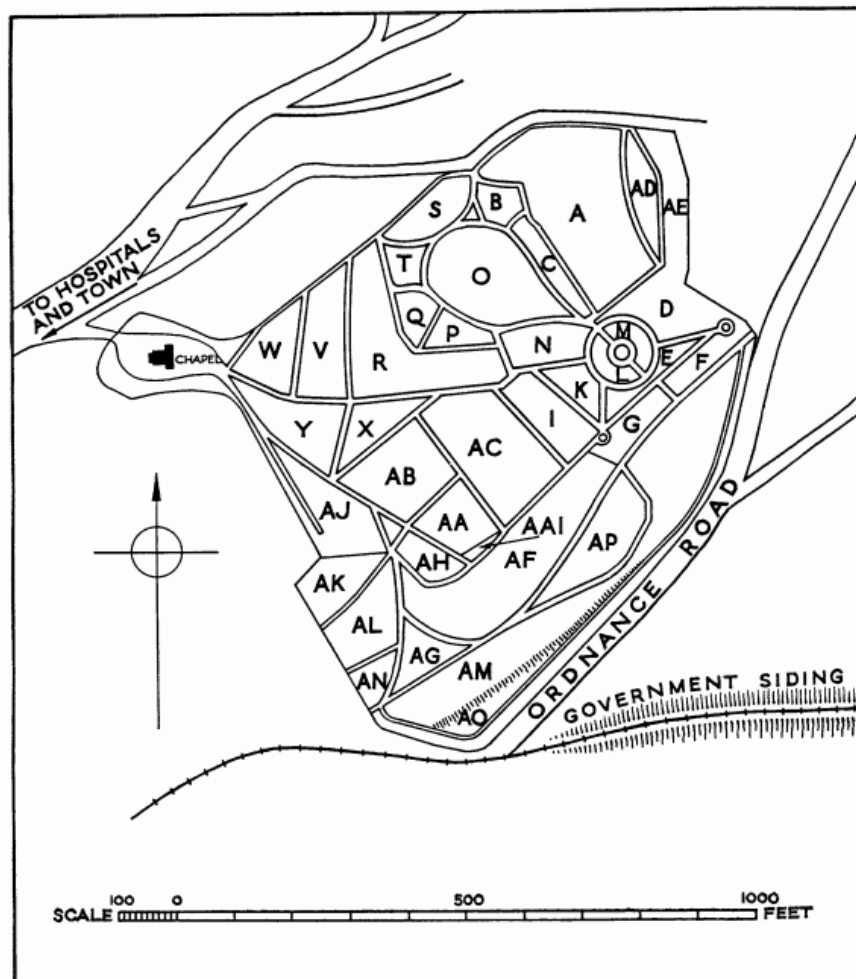 AD
S
B
A
AE
TO HOSPITALS
AND TOWN
T
O
C
D
Q
P
N
M
CHAPEL
W
V
R
L
E
F
K
Y
X
I
G
AC
AB
AJ
AA
AAI
AF
AP
AH
AK
AL
AG
AM
AN
AO
ORDNANCE ROAD
GOVERNMENT SIDING
100 0 500 1000
SCALE FEET